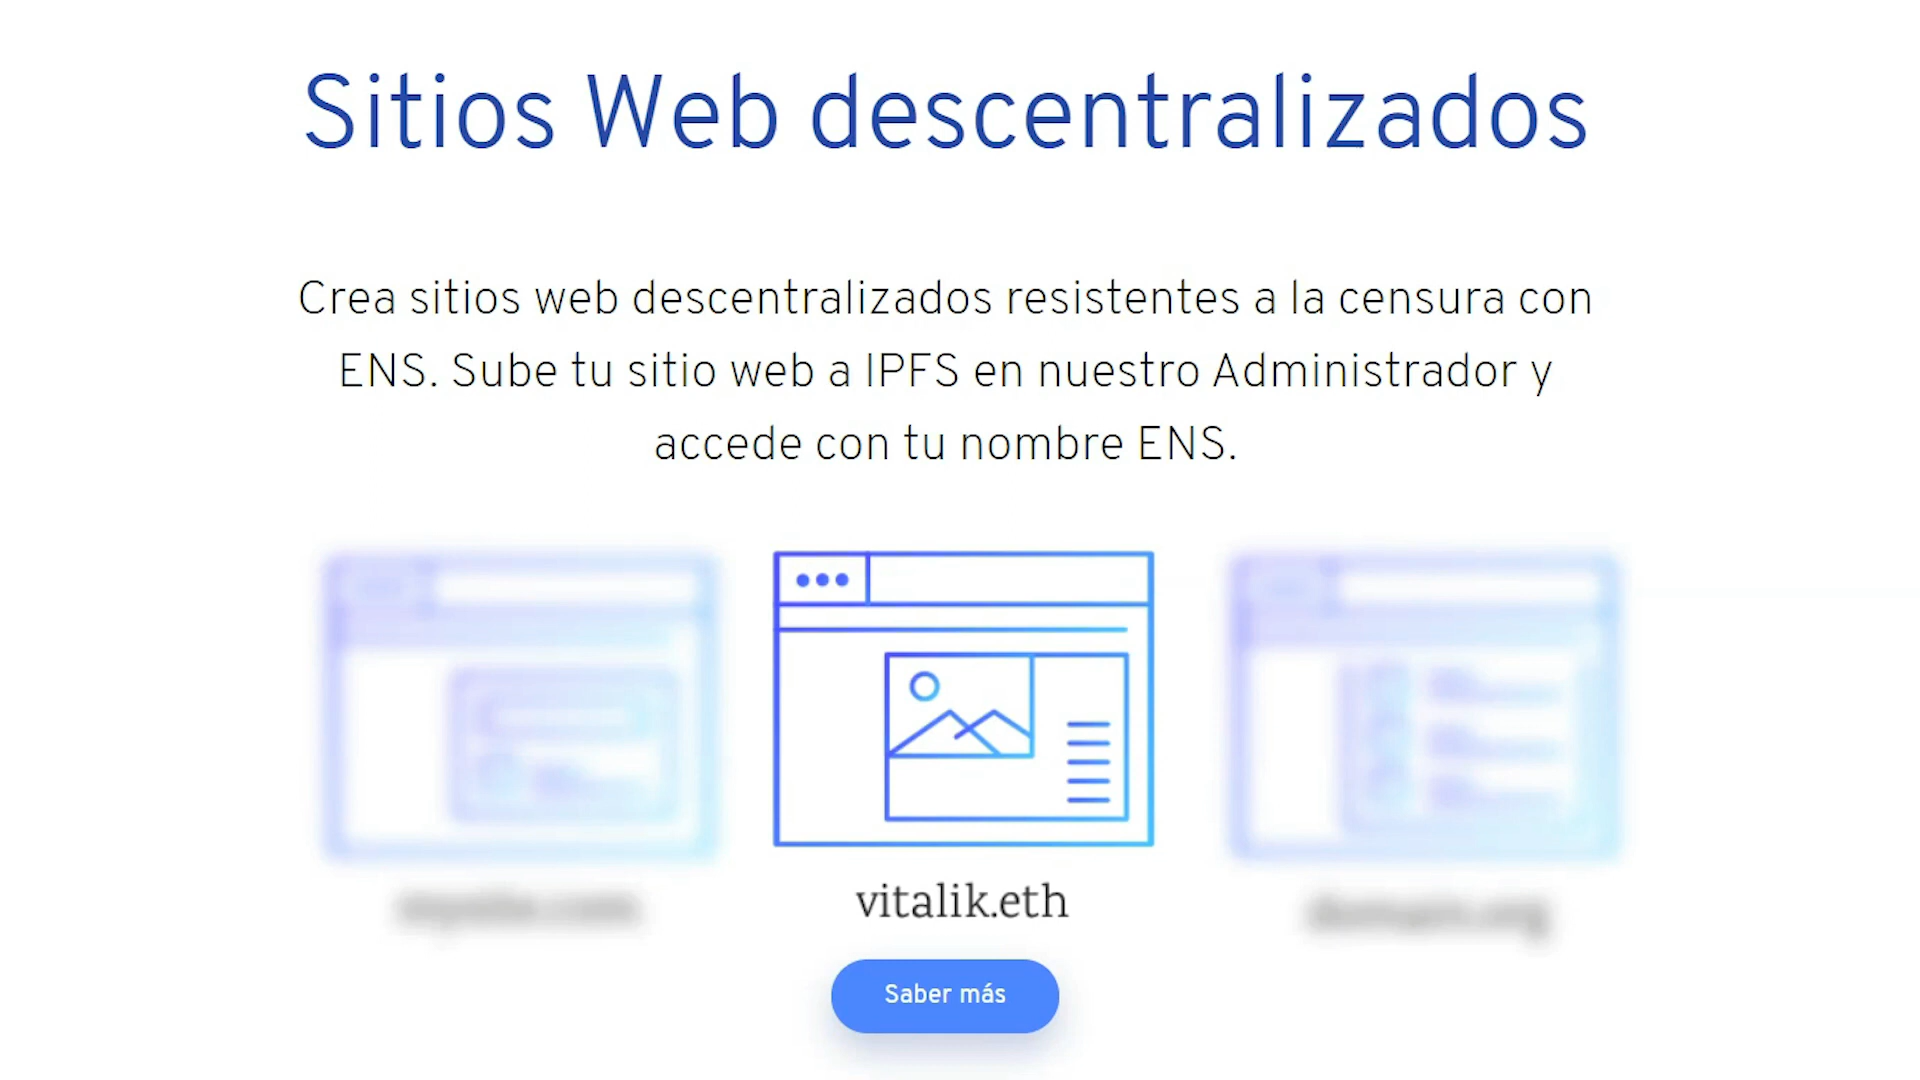 Sitios Web descentralizados
Crea sitios web descentralizados resistentes a la censura con
ENS. Sube tu sitio web a IPFS en nuestro Administrador y
accede con tu nombre ENS.
vitalik.eth
Saber más